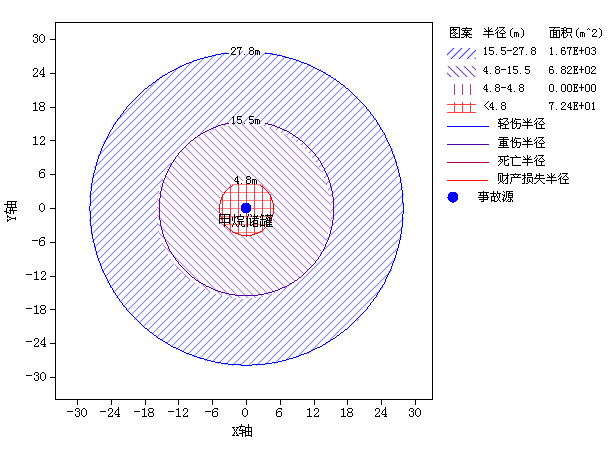 图案 半径(m) 面积(m^2)
15.5-27.8 1.67E+03
4.8-15.5 6.82E+02
4.8-4.8 0.00E+00
<4.8 7.24E+01
轻伤半径
重伤半径
死亡半径
财产损失半径
事故源
27.8m
15.5m
4.8m
甲烷储罐
Y轴
30
24
18
12
6
0
-6
-12
-18
-24
-30
-30 -24 -18 -12 -6 0 6 12 18 24 30
X轴